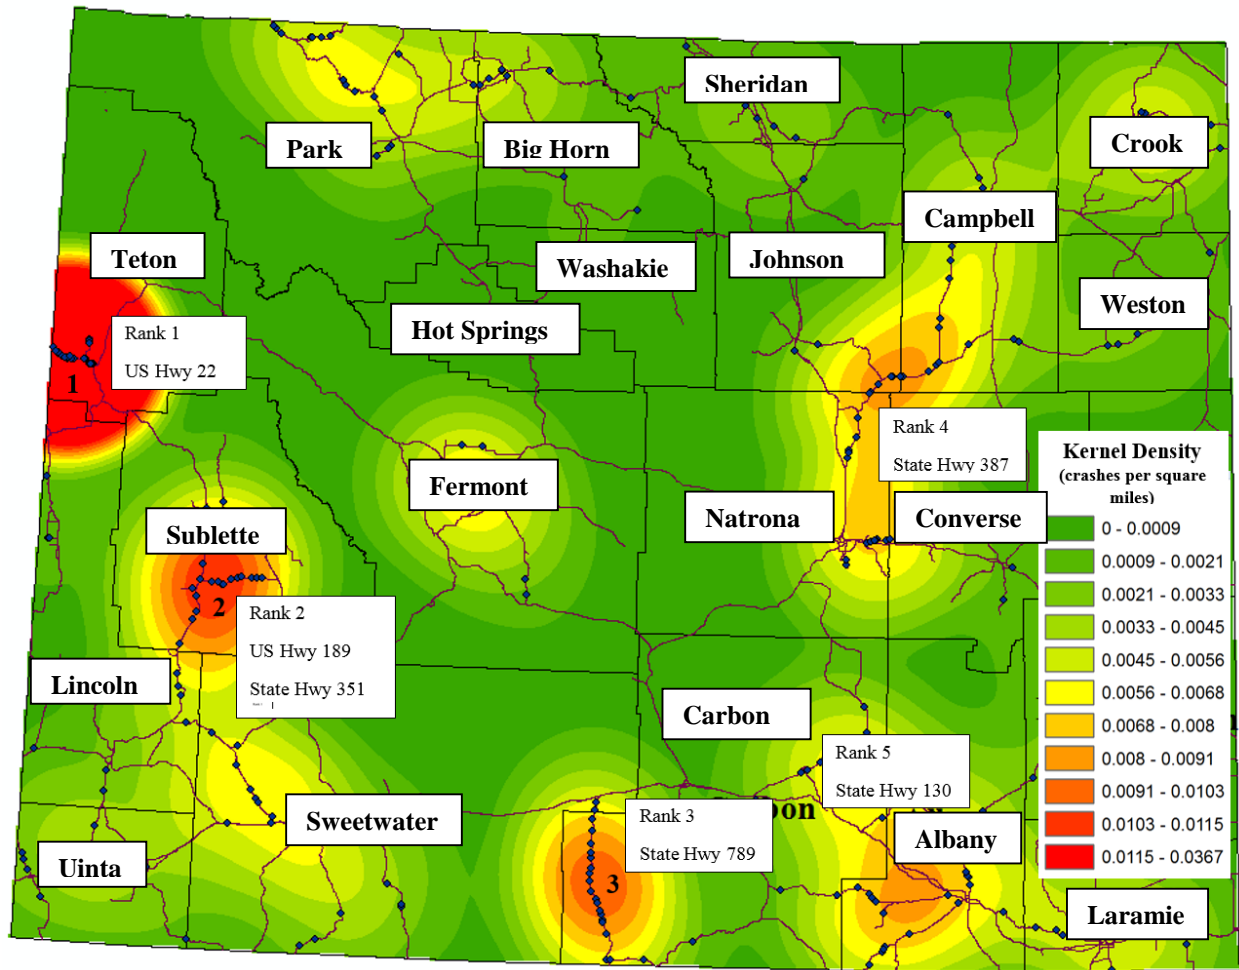 Sheridan
Park
Big Horn
Crook
Campbell
Teton
Washakie
Johnson
Weston
Hot Springs
Rank 1
US Hwy 22
1
Rank 4
State Hwy 387
Fermont
Natrona
Converse
Sublette
2
Rank 2
US Hwy 189
State Hwy 351
Lincoln
Carbon
Rank 5
State Hwy 130
Rank 3
State Hwy 789
bon
Sweetwater
Albany
Uinta
3
Laramie
Kernel Density
(crashes per square
miles)
0 - 0.0009
0.0009 - 0.0021
0.0021 - 0.0033
0.0033 - 0.0045
0.0045 - 0.0056
0.0056 - 0.0068
0.0068 - 0.008
0.008 - 0.0091
0.0091 - 0.0103
0.0103 - 0.0115
0.0115 - 0.0367